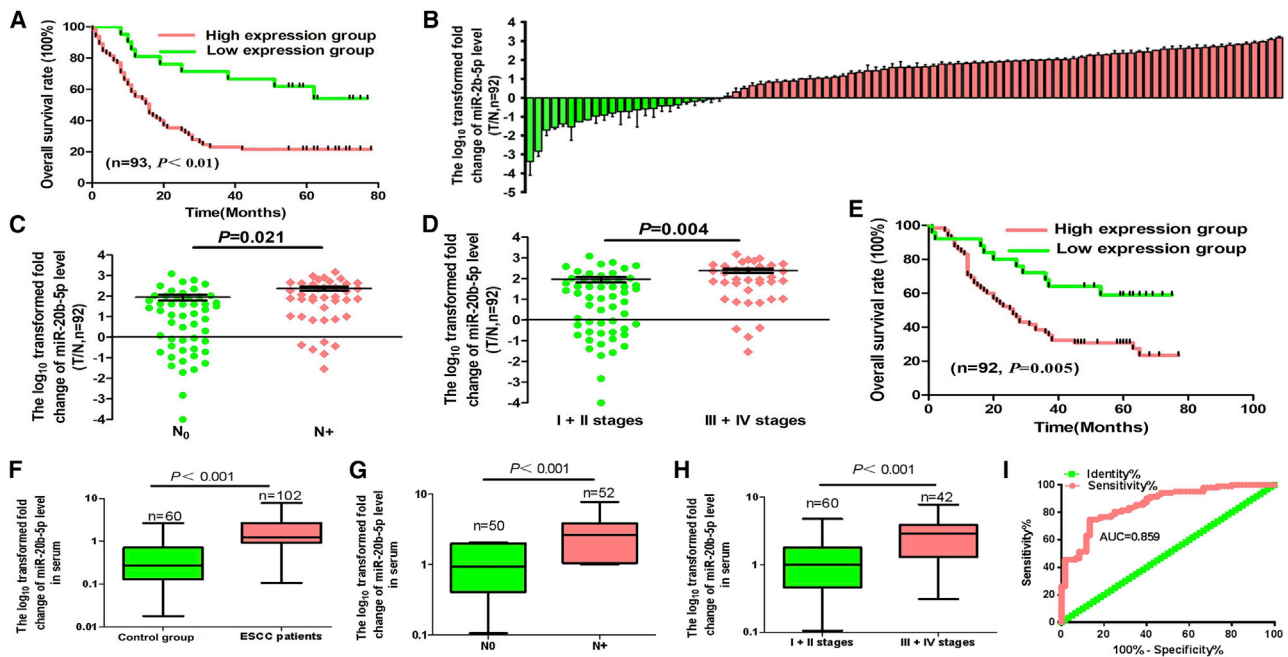 A
Overall survival rate (100%)
100
80
60
40
20
0
High expression group
Low expression group
(n=93, P< 0.01)
0 20 40 60 80
Time(Months)
B
The log10 transformed fold
change of miR-2b-5p level
(T/N,n=92)
4
3
2
1
0
-1
-2
-3
-4
-5
C
The log10 transformed fold
change of miR-20b-5p level
(T/N,n=92)
P=0.021
4
3
2
1
0
-1
-2
-3
-4
N0 N+
D
The log10 transformed fold
change of miR-20b-5p level
(T/N,n=92)
P=0.004
4
3
2
1
0
-1
-2
-3
-4
I + II stages III + IV stages
E
Overall survival rate (100%)
100
80
60
40
20
0
High expression group
Low expression group
(n=92, P=0.005)
0 20 40 60 80 100
Time(Months)
F
The log10 transformed fold
change of miR-20b-5p level
in serum
P< 0.001
n=60
n=102
10
1
0.1
0.01
Control group ESCC patients
G
The log10 transformed fold
change of miR-20b-5p level
in serum
P< 0.001
n=50
n=52
10
1
0.1
N0 N+
H
The log10 transformed fold
change of miR-20b-5p level
in serum
P< 0.001
n=60
n=42
10
1
0.1
I + II stages III + IV stages
I
Identity%
Sensitivity%
Sensitivity%
100
80
60
40
20
0
AUC=0.859
0 20 40 60 80 100
100% - Specificity%